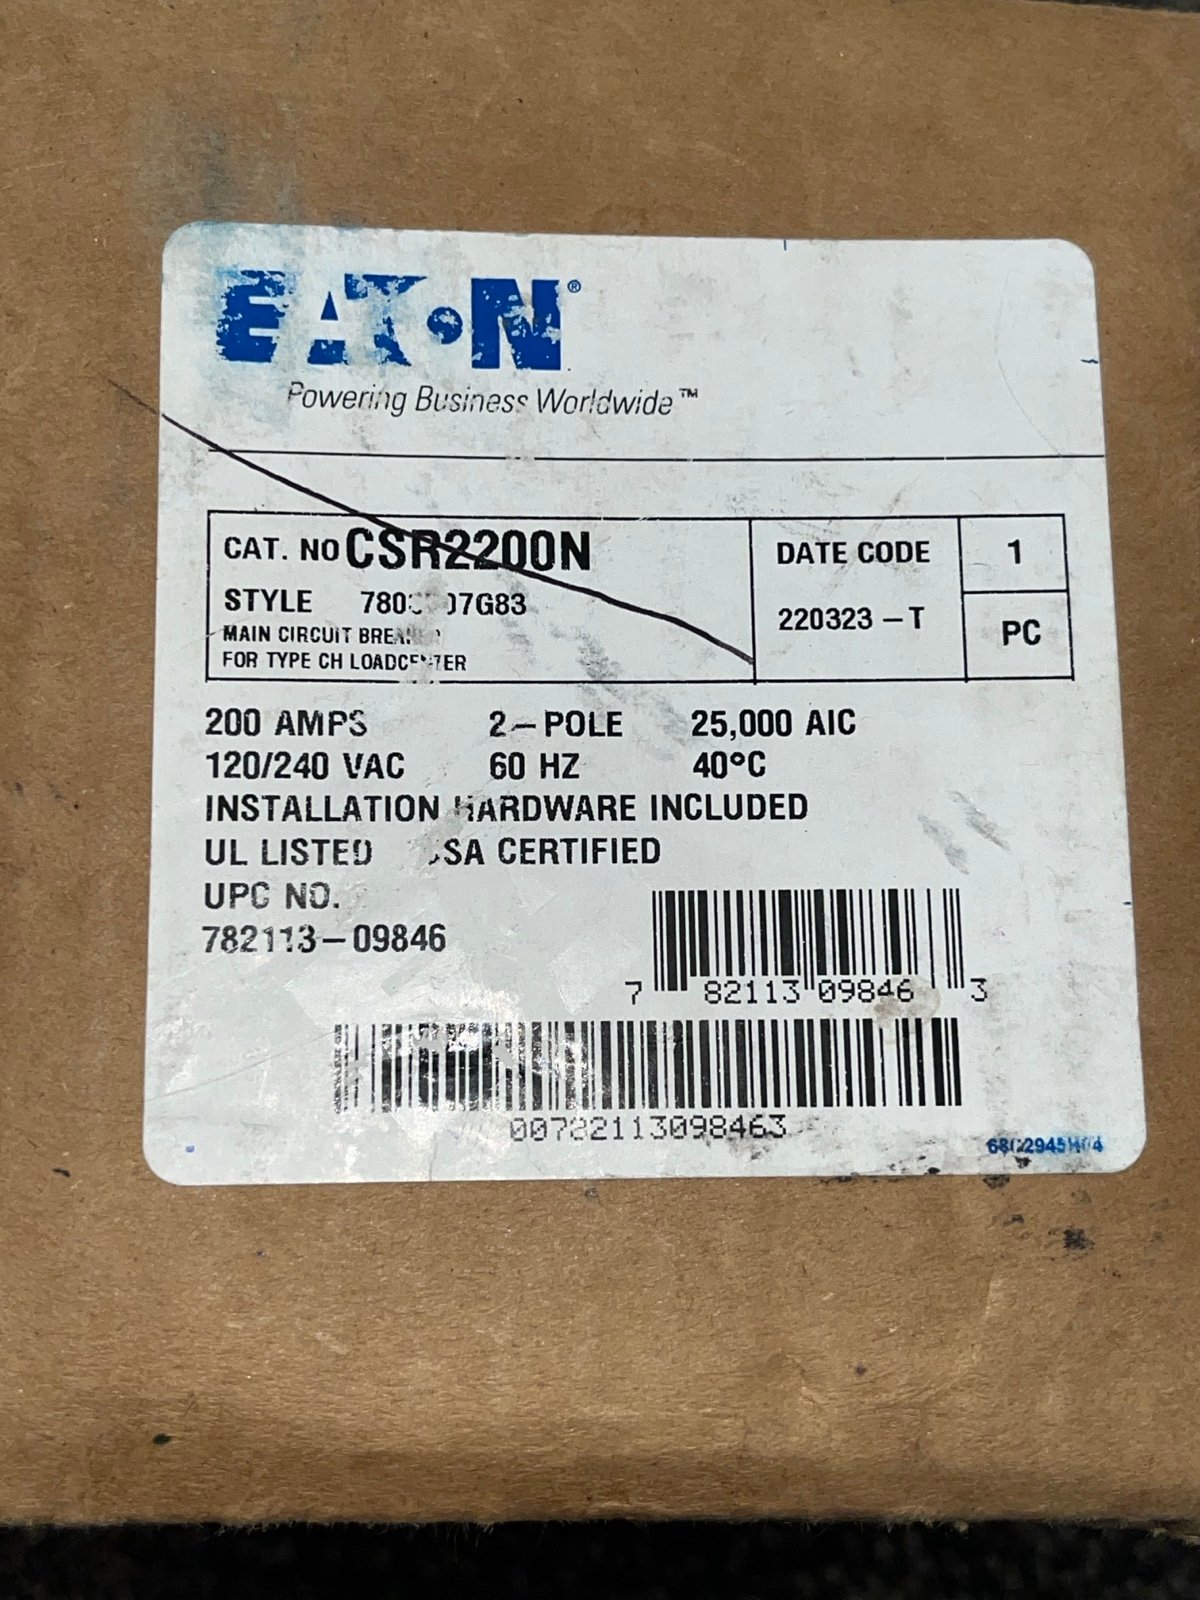 EATON®
Powering Business Worldwide™
CAT. NO CSR2200N
STYLE
MAIN CIRCUIT BREAKER
FOR TYPE CH LOADCENTER
DATE CODE
220323-T
1
PC
200 AMPS 2-POLE 25,000 AIC
120/240 VAC 60 HZ 40°C
INSTALLATION HARDWARE INCLUDED
UL LISTED CSA CERTIFIED
UPC NO.
782113-09846
7 82113 09846 3
00782113098463